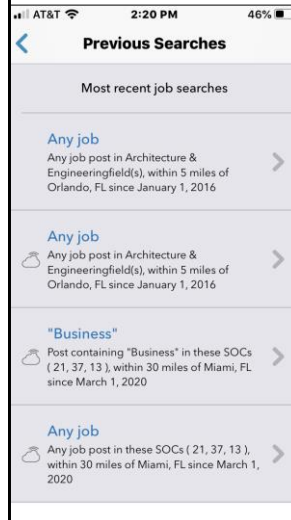 AT&T 2:20 PM 46%
Previous Searches
Most recent job searches
Any job
Any job post in Architecture &
Engineeringfield(s), within 5 miles of
Orlando, FL since January 1, 2016
Any job
Any job post in Architecture &
Engineeringfield(s), within 5 miles of
Orlando, FL since January 1, 2016
"Business"
Post containing "Business" in these SOCs
( 21, 37, 13 ), within 30 miles of Miami, FL
since March 1, 2020
Any job
Any job post in these SOCs ( 21, 37, 13 ),
within 30 miles of Miami, FL since March 1,
2020